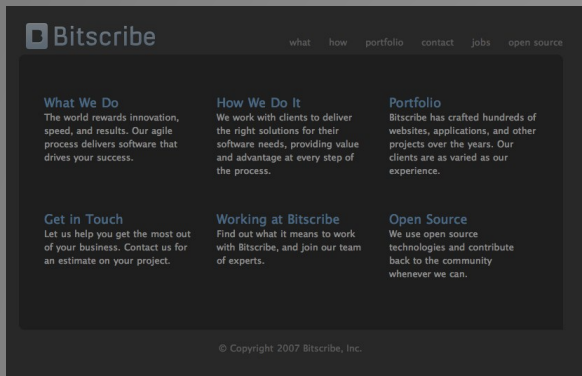 Bitscribe
what how portfolio contact jobs open source
What We Do
The world rewards innovation,
speed, and results. Our agile
process delivers software that
drives your success.
How We Do It
We work with clients to deliver
the right solutions for their
software needs, providing value
and advantage at every step of
the process.
Portfolio
Bitscribe has crafted hundreds of
websites, applications, and other
projects over the years. Our
clients are as varied as our
experience.
Get in Touch
Let us help you get the most out
of your business. Contact us for
an estimate on your project.
Working at Bitscribe
Find out what it means to work
with Bitscribe, and join our team
of experts.
Open Source
We use open source
technologies and contribute
back to the community
whenever we can.
© Copyright 2007 Bitscribe, Inc.